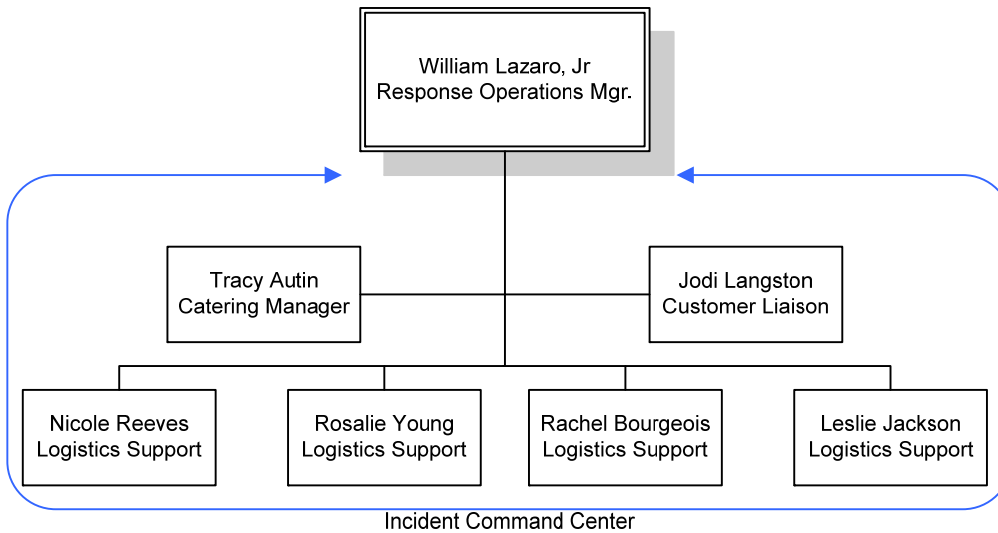 William Lazaro, Jr
Response Operations Mgr.
Tracy Autin
Catering Manager
Jodi Langston
Customer Liaison
Nicole Reeves
Logistics Support
Rosalie Young
Logistics Support
Rachel Bourgeois
Logistics Support
Leslie Jackson
Logistics Support
Incident Command Center